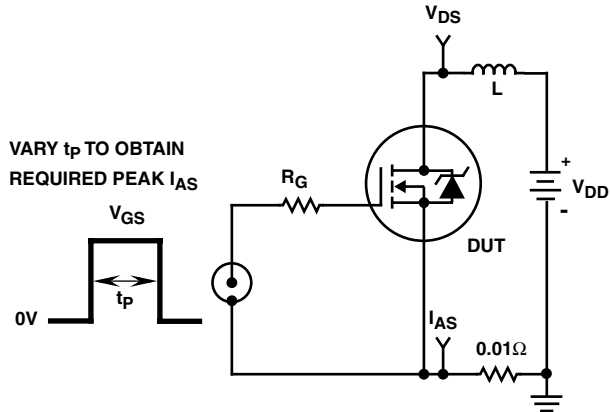 V_DS
L
VARY t_P TO OBTAIN
REQUIRED PEAK I_AS
R_G
+
V_DD
-
V_GS
DUT
t_P
0V
I_AS
0.01Ω